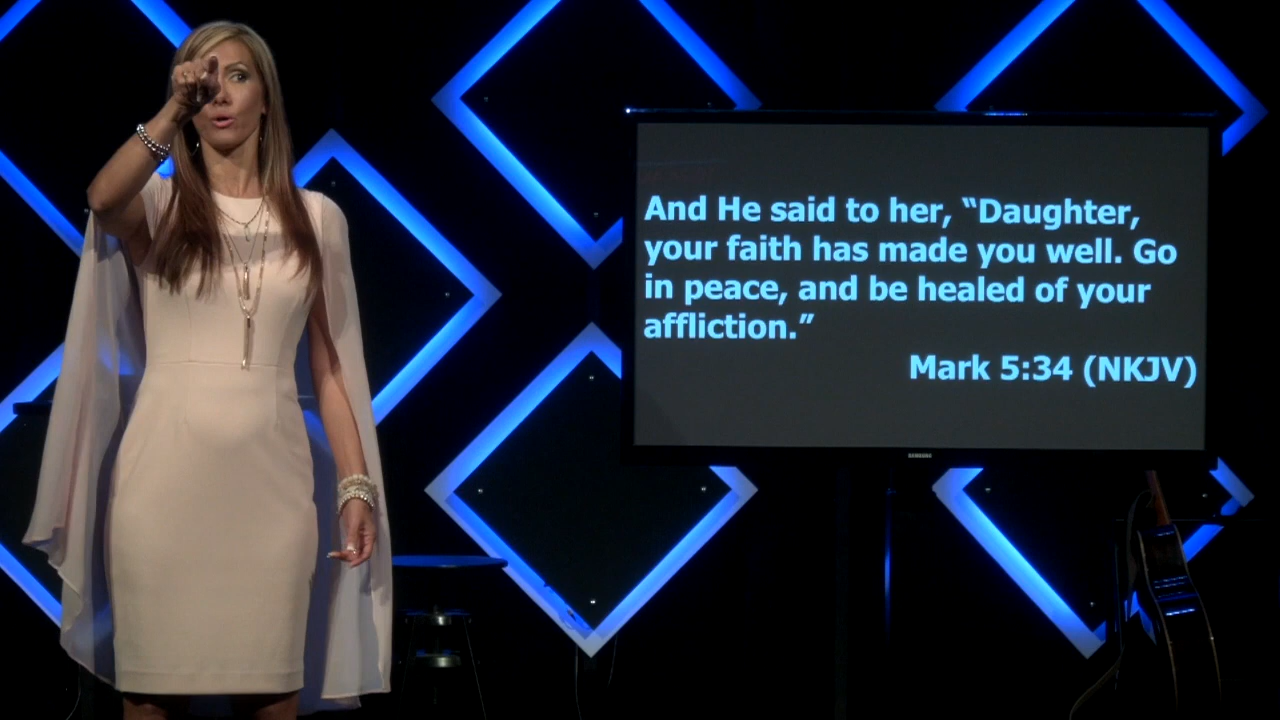 And He said to her, “Daughter,
your faith has made you well. Go
in peace, and be healed of your
affliction.”
Mark 5:34 (NKJV)
SAMSUNG